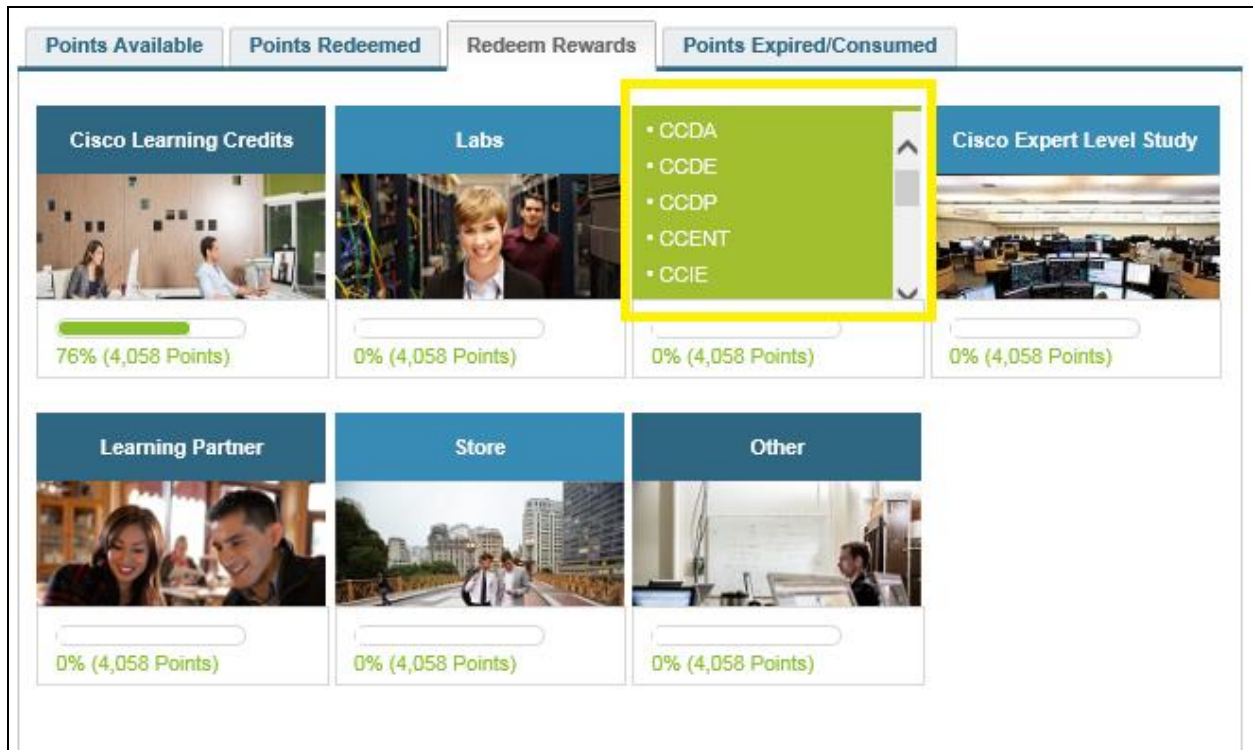 Points Available
Points Redeemed
Redeem Rewards
Points Expired/Consumed
Cisco Learning Credits
Labs
• CCDA
• CCDE
• CCDP
• CCENT
• CCIE
Cisco Expert Level Study
76% (4,058 Points)
0% (4,058 Points)
0% (4,058 Points)
0% (4,058 Points)
Learning Partner
Store
Other
0% (4,058 Points)
0% (4,058 Points)
0% (4,058 Points)